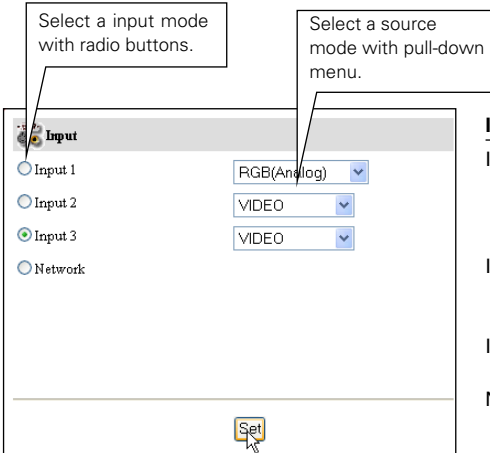 Select a input mode
with radio buttons.
Select a source
mode with pull-down
menu.
Input
Input 1 RGB(Analog)
Input 2 VIDEO
Input 3 VIDEO
Network
Set